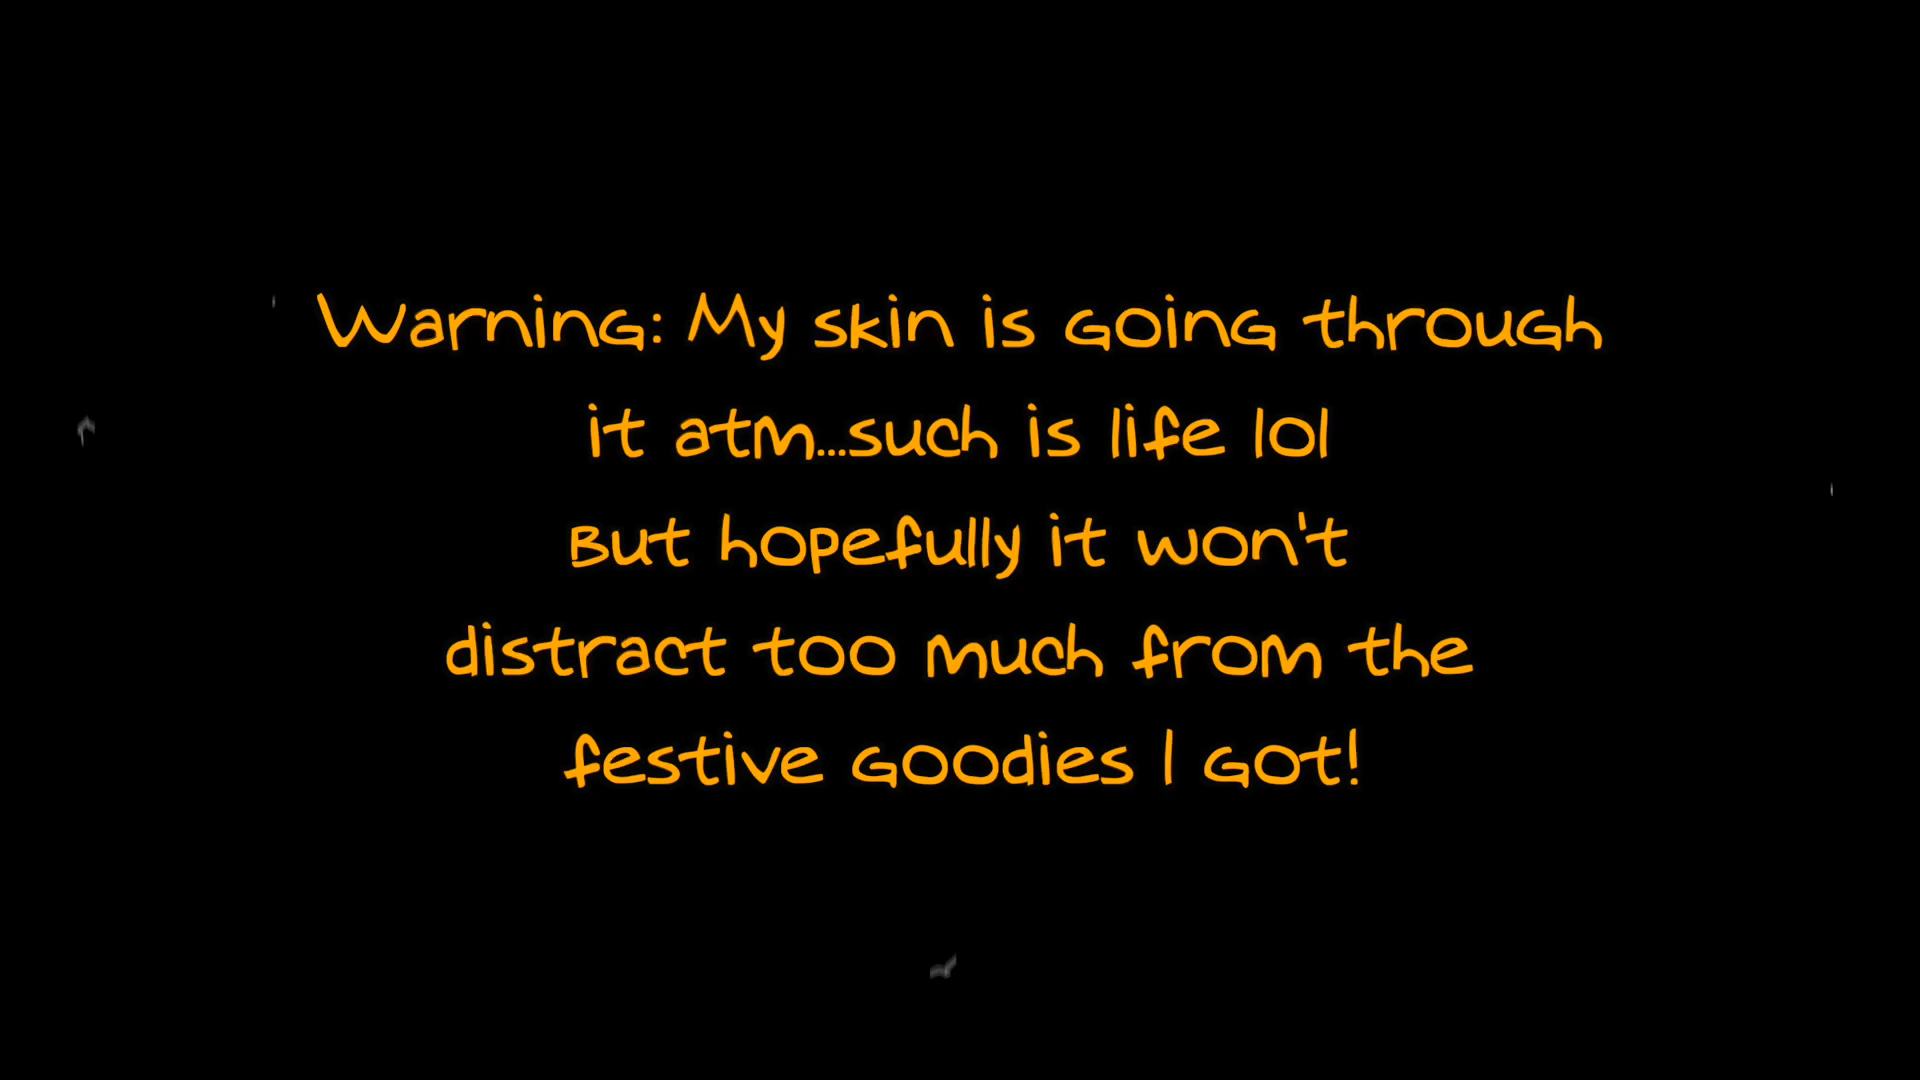 Warning: My skin is going through
it atm...such is life lol
But hopefully it won't
distract too much from the
festive goodies I got!